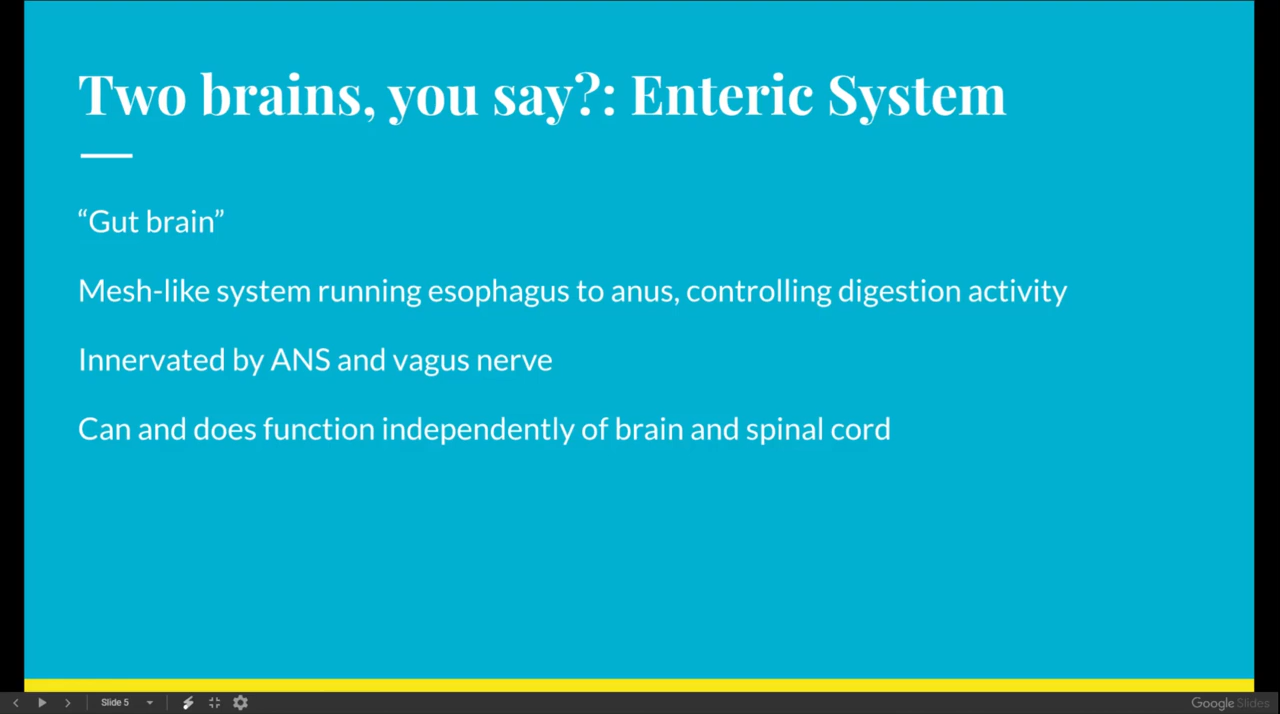 Two brains, you say?: Enteric System
“Gut brain”
Mesh-like system running esophagus to anus, controlling digestion activity
Innervated by ANS and vagus nerve
Can and does function independently of brain and spinal cord
Slide 5
Google Slides